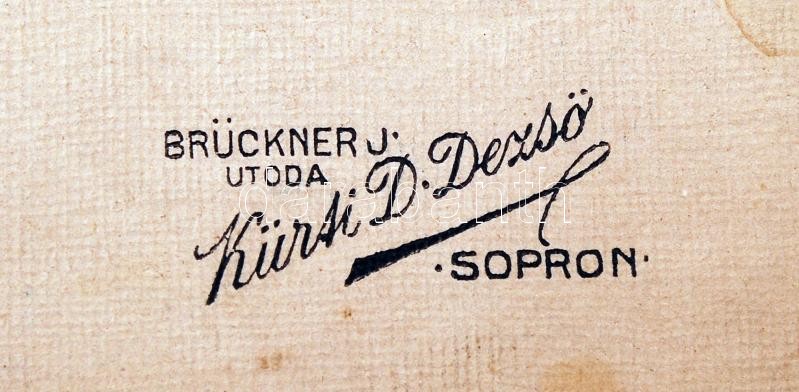 BRÜCKNER J.
UTODA
Kürti D. Dezsö
·SOPRON·